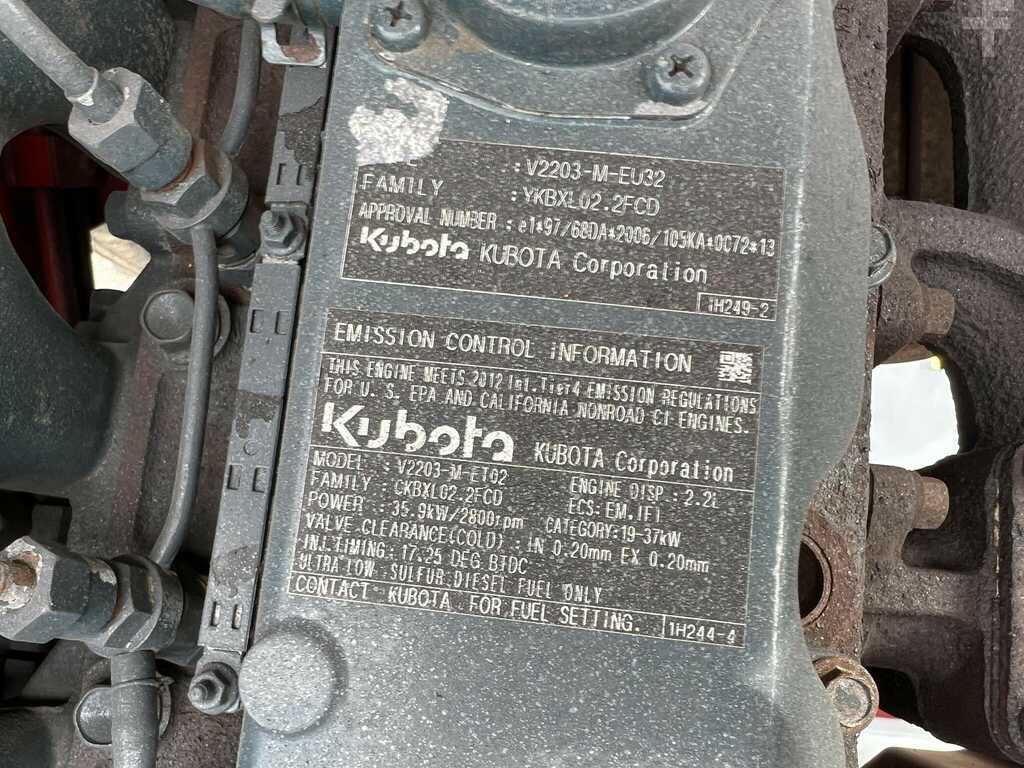 : V2203-M-EU32
FAMILY : YKBXL02.2FCD
APPROVAL NUMBER : e1*97/68DA*2006/105KA*0072*13
Kubota KUBOTA Corporation
1H249-2
EMISSION CONTROL INFORMATION
THIS ENGINE MEETS 2012 Int. Tier4 EMISSION REGULATIONS
FOR U. S. EPA AND CALIFORNIA NONROAD CI ENGINES.
Kubota KUBOTA Corporation
MODEL : V2203-M-ET02 ENGINE DISP : 2.2L
FAMILY : CKBXL02.2FCD ECS: EM, IFI
POWER : 35.9kW/2800rpm CATEGORY: 19-37kW
VALVE CLEARANCE(COLD) : IN 0.20mm EX 0.20mm
INJ.TIMING : 17.25 DEG BTDC
ULTRA LOW SULFUR DIESEL FUEL ONLY
CONTACT KUBOTA FOR FUEL SETTING. 1H244-4